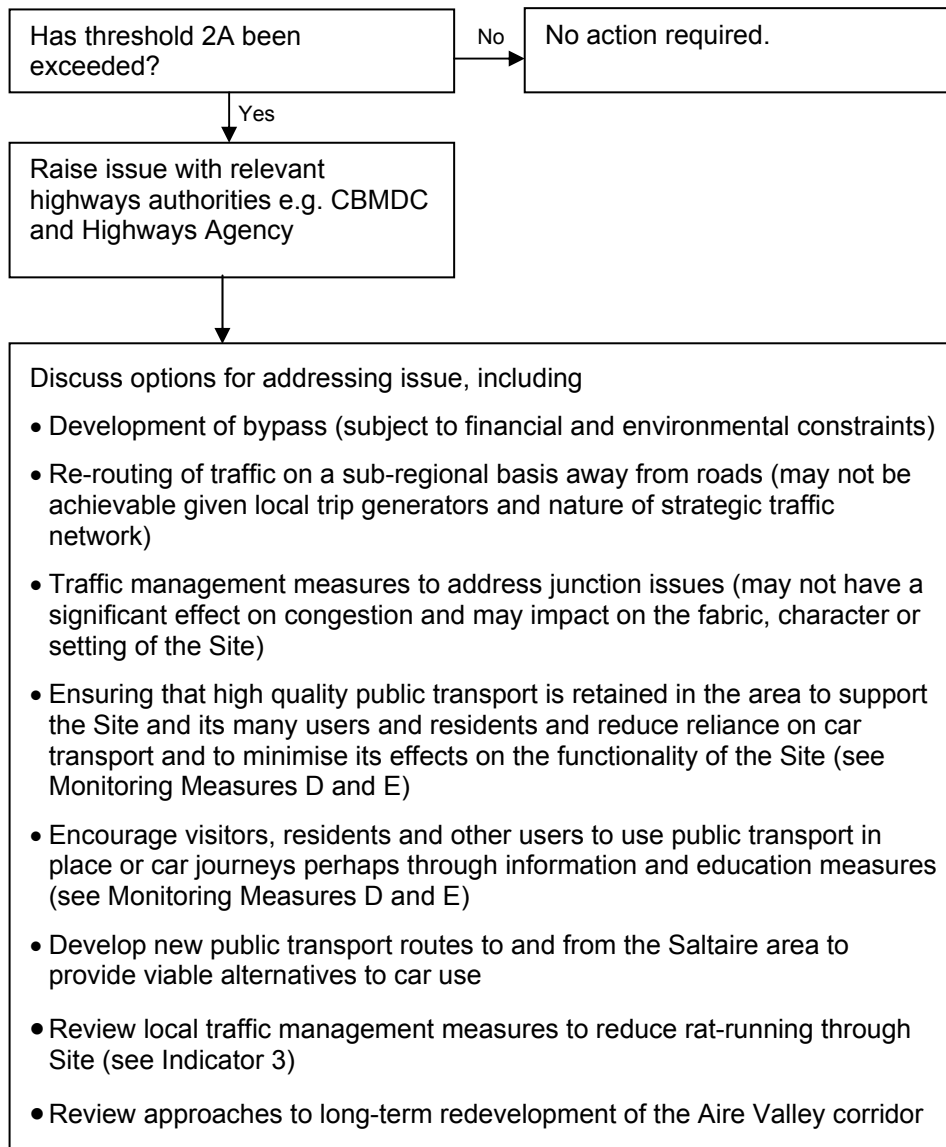 Has threshold 2A been
exceeded?
No
No action required.
Yes
Raise issue with relevant
highways authorities e.g. CBMDC
and Highways Agency
Discuss options for addressing issue, including
• Development of bypass (subject to financial and environmental constraints)
• Re-routing of traffic on a sub-regional basis away from roads (may not be
achievable given local trip generators and nature of strategic traffic
network)
• Traffic management measures to address junction issues (may not have a
significant effect on congestion and may impact on the fabric, character or
setting of the Site)
• Ensuring that high quality public transport is retained in the area to support
the Site and its many users and residents and reduce reliance on car
transport and to minimise its effects on the functionality of the Site (see
Monitoring Measures D and E)
• Encourage visitors, residents and other users to use public transport in
place or car journeys perhaps through information and education measures
(see Monitoring Measures D and E)
• Develop new public transport routes to and from the Saltaire area to
provide viable alternatives to car use
• Review local traffic management measures to reduce rat-running through
Site (see Indicator 3)
• Review approaches to long-term redevelopment of the Aire Valley corridor